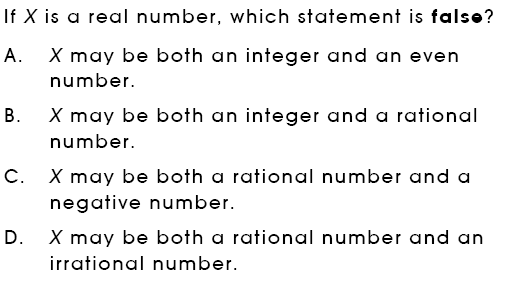 If X is a real number, which statement is false?
A. X may be both an integer and an even
number.
B. X may be both an integer and a rational
number.
C. X may be both a rational number and a
negative number.
D. X may be both a rational number and an
irrational number.